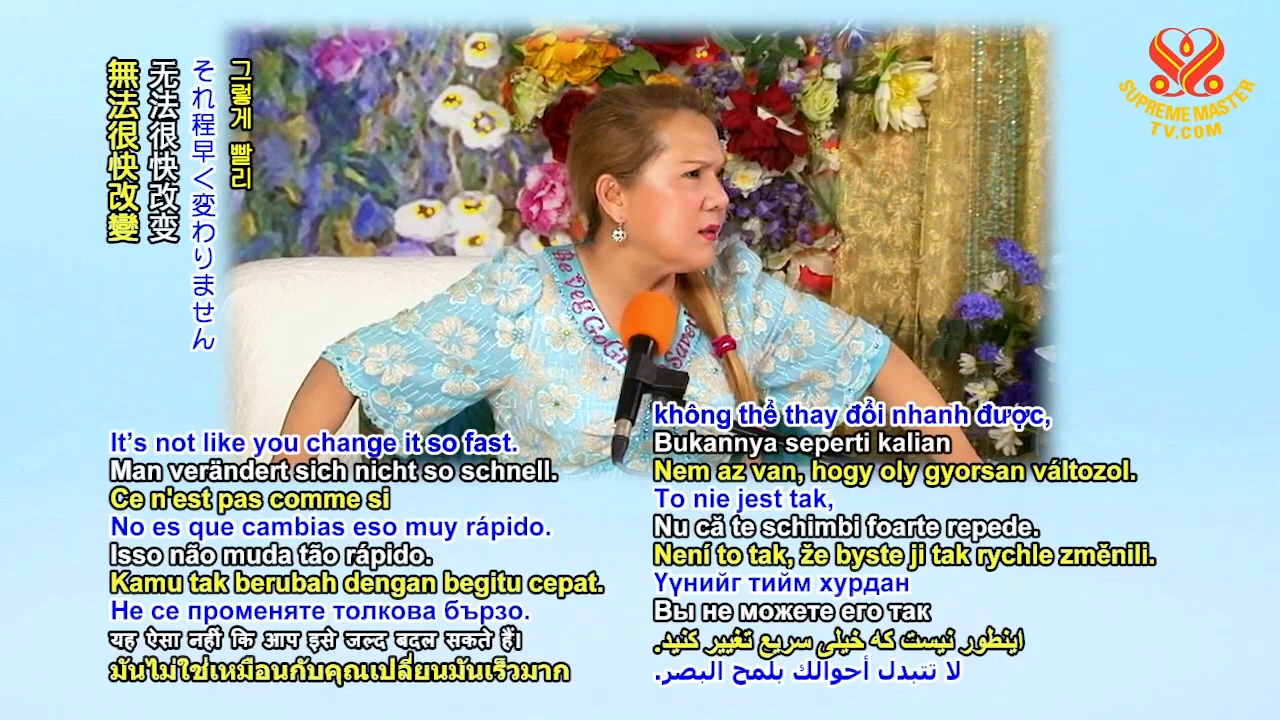 無法很快改變
无法很快改变
それ程早く変わりません
그렇게 빨리
SUPREME MASTER
TV.COM
Be Veg GoGr
Save
It’s not like you change it so fast.
Man verändert sich nicht so schnell.
Ce n'est pas comme si
No es que cambias eso muy rápido.
Isso não muda tão rápido.
Kamu tak berubah dengan begitu cepat.
Не се променяте толкова бързо.
यह ऐसा नहीं कि आप इसे जल्द बदल सकते हैं।
มันไม่ใช่เหมือนกับคุณเปลี่ยนมันเร็วมาก
không thể thay đổi nhanh được,
Bukannya seperti kalian
Nem az van, hogy oly gyorsan változol.
To nie jest tak,
Nu că te schimbi foarte repede.
Není to tak, že byste ji tak rychle změnili.
Үүнийг тийм хурдан
Вы не можете его так
اینطور نیست که خیلی سریع تغییر کنید.
لا تتبدل أحوالك بلمح البصر.